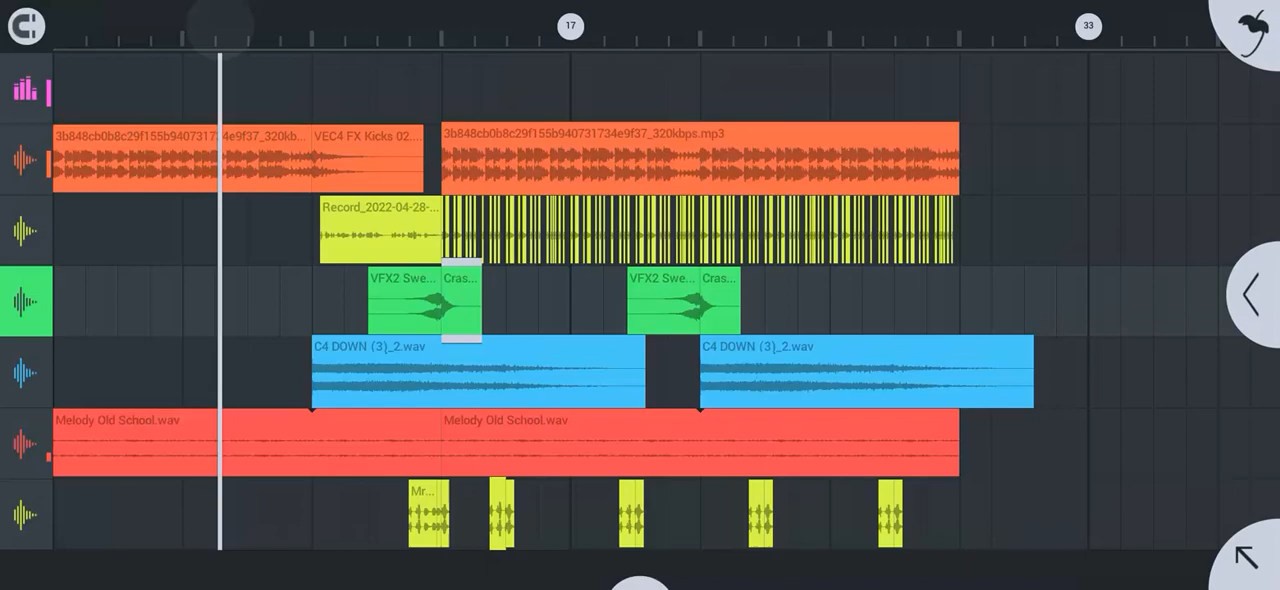 17
33
3b848cb0b8c29f155b940731734e9f37_320kb...
VEC4 FX Kicks 02....
3b848cb0b8c29f155b940731734e9f37_320kbps.mp3
Record_2022-04-28-...
VFX2 Swe...
Cras...
VFX2 Swe...
Cras...
C4 DOWN (3}_2.wav
C4 DOWN (3}_2.wav
Melody Old School.wav
Melody Old School.wav
Mr...